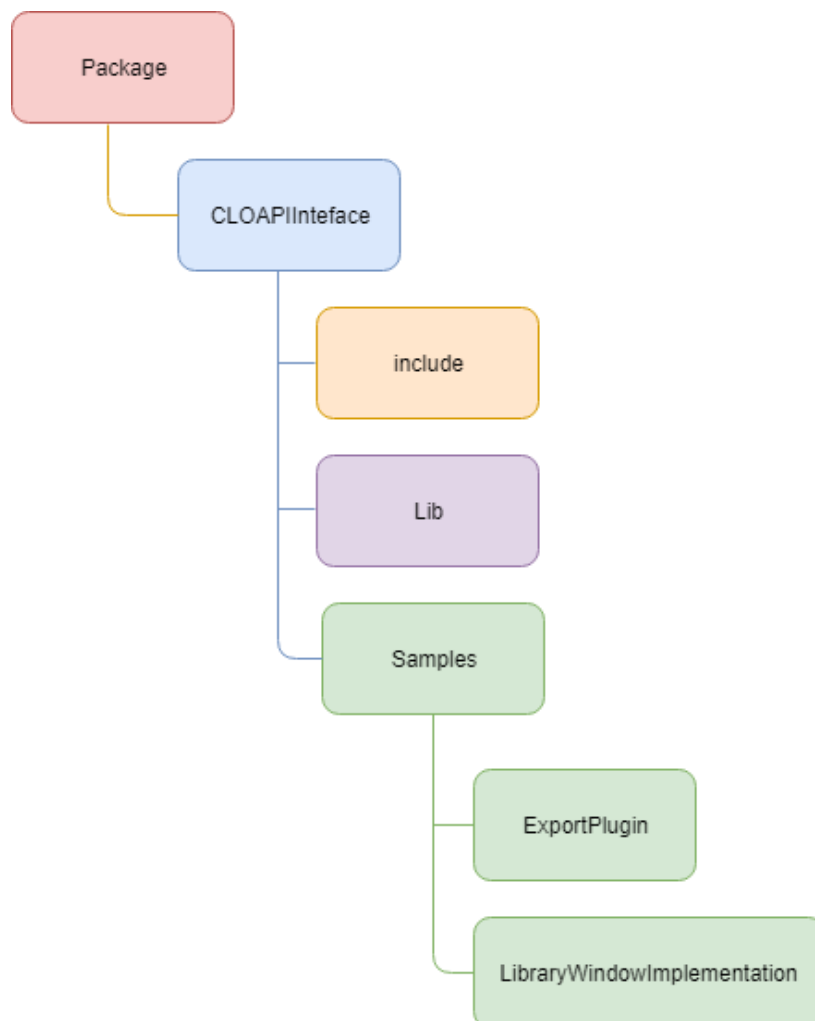 Package
CLOAPIInteface
include
Lib
Samples
ExportPlugin
LibraryWindowImplementation